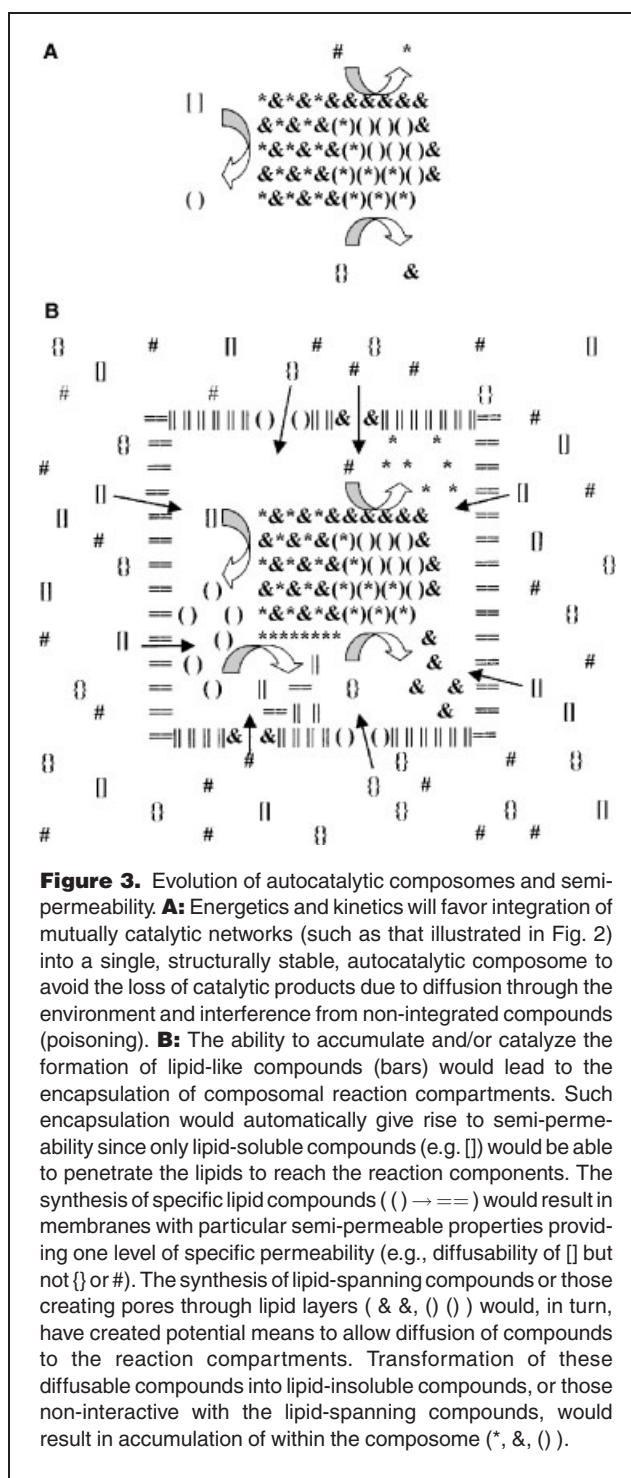 A
# *
[ ] *&*&*&&&&&&&
&*&*&(*)( )( )( )&
*&*&*&(*)( )( )( )&
&*&*&(*)(*)(*)( )&
( ) *&*&*&(*)(*)(*)
{} &
B
{} # [] # {} # []
[] {} # #
# # {}
==|| || || || || ( ) ( )|| ||& &|| || || || || ||== #
{} == * * == []
# == # * * * ==
[] == * * == [] #
[] == [] *&*&*&&&&&&& ==
# == &*&*&(*)( )( )( )& == []
{} == *&*&*&(*)( )( )( )& == {}
[] == ( ) &*&*&(*)(*)(*)( )& == #
==( ) ( ) *&*&*&(*)(*)(*) == {}
# [] == ( ) ******** & ==
==( ) || & == #
{} == ( ) || == {} & & == []
# == ==|| || & == []
==|| || || ||& &|| || || ||( ) ( )|| || || || || ||==
{} # {} # {}
[] # {} #
{} [] {} {} []
# # {} # #
Figure 3. Evolution of autocatalytic composomes and semi-
permeability. A: Energetics and kinetics will favor integration of
mutually catalytic networks (such as that illustrated in Fig. 2)
into a single, structurally stable, autocatalytic composome to
avoid the loss of catalytic products due to diffusion through the
environment and interference from non-integrated compounds
(poisoning). B: The ability to accumulate and/or catalyze the
formation of lipid-like compounds (bars) would lead to the
encapsulation of composomal reaction compartments. Such
encapsulation would automatically give rise to semi-perme-
ability since only lipid-soluble compounds (e.g. []) would be able
to penetrate the lipids to reach the reaction components. The
synthesis of specific lipid compounds ( () → == ) would result in
membranes with particular semi-permeable properties provid-
ing one level of specific permeability (e.g., diffusability of [] but
not {} or #). The synthesis of lipid-spanning compounds or those
creating pores through lipid layers ( & &, () () ) would, in turn,
have created potential means to allow diffusion of compounds
to the reaction compartments. Transformation of these
diffusable compounds into lipid-insoluble compounds, or those
non-interactive with the lipid-spanning compounds, would
result in accumulation of within the composome (*, &, () ).